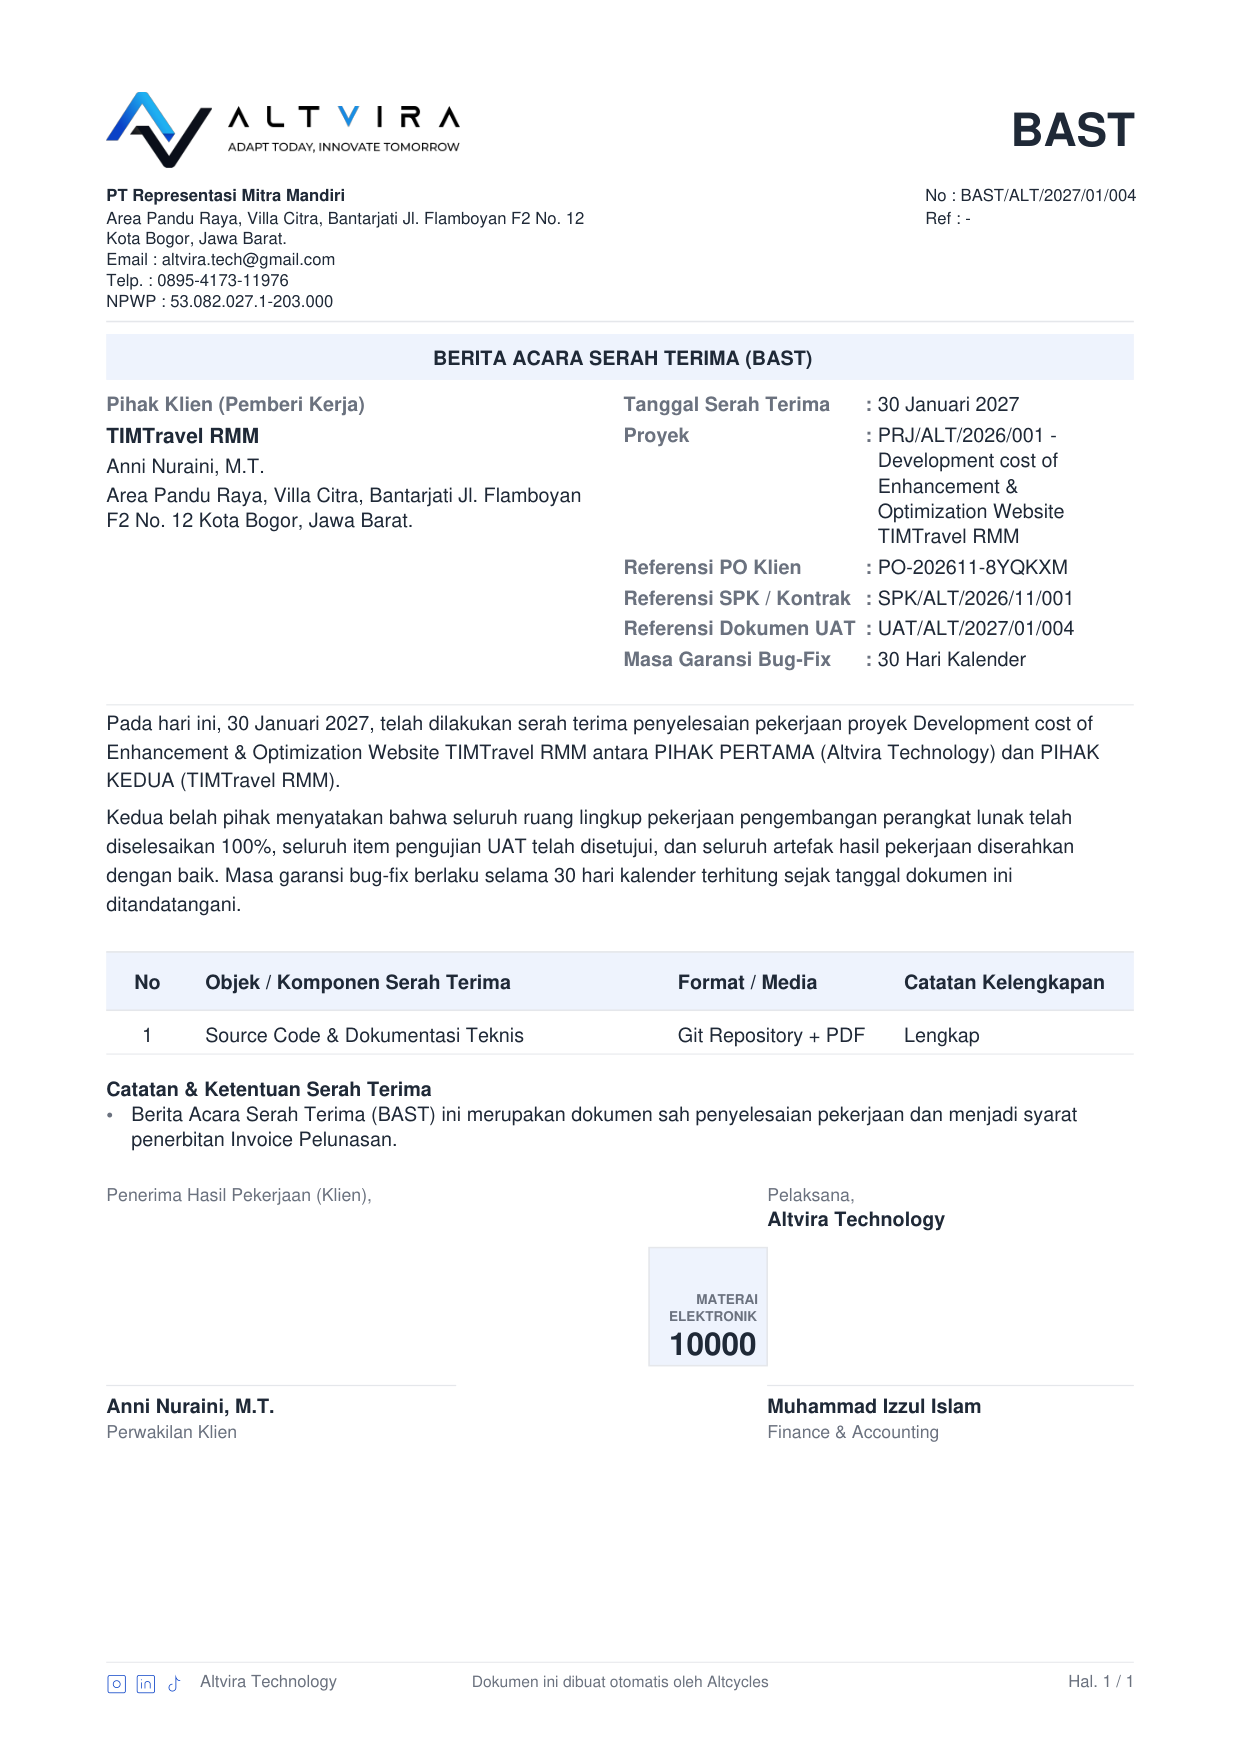 ALTVIRA
ADAPT TODAY, INNOVATE TOMORROW
BAST
PT Representasi Mitra Mandiri
Area Pandu Raya, Villa Citra, Bantarjati Jl. Flamboyan F2 No. 12
Kota Bogor, Jawa Barat.
Email : altvira.tech@gmail.com
Telp. : 0895-4173-11976
NPWP : 53.082.027.1-203.000
No : BAST/ALT/2027/01/004
Ref : -
BERITA ACARA SERAH TERIMA (BAST)
Pihak Klien (Pemberi Kerja)
TIMTravel RMM
Anni Nuraini, M.T.
Area Pandu Raya, Villa Citra, Bantarjati Jl. Flamboyan
F2 No. 12 Kota Bogor, Jawa Barat.
Tanggal Serah Terima : 30 Januari 2027
Proyek : PRJ/ALT/2026/001 -
Development cost of
Enhancement &
Optimization Website
TIMTravel RMM
Referensi PO Klien : PO-202611-8YQKXM
Referensi SPK / Kontrak : SPK/ALT/2026/11/001
Referensi Dokumen UAT : UAT/ALT/2027/01/004
Masa Garansi Bug-Fix : 30 Hari Kalender
Pada hari ini, 30 Januari 2027, telah dilakukan serah terima penyelesaian pekerjaan proyek Development cost of
Enhancement & Optimization Website TIMTravel RMM antara PIHAK PERTAMA (Altvira Technology) dan PIHAK
KEDUA (TIMTravel RMM).
Kedua belah pihak menyatakan bahwa seluruh ruang lingkup pekerjaan pengembangan perangkat lunak telah
diselesaikan 100%, seluruh item pengujian UAT telah disetujui, dan seluruh artefak hasil pekerjaan diserahkan
dengan baik. Masa garansi bug-fix berlaku selama 30 hari kalender terhitung sejak tanggal dokumen ini
ditandatangani.
No Objek / Komponen Serah Terima Format / Media Catatan Kelengkapan
1 Source Code & Dokumentasi Teknis Git Repository + PDF Lengkap
Catatan & Ketentuan Serah Terima
• Berita Acara Serah Terima (BAST) ini merupakan dokumen sah penyelesaian pekerjaan dan menjadi syarat
penerbitan Invoice Pelunasan.
Penerima Hasil Pekerjaan (Klien),
Pelaksana,
Altvira Technology
MATERAI
ELEKTRONIK
10000
Anni Nuraini, M.T.
Perwakilan Klien
Muhammad Izzul Islam
Finance & Accounting
Altvira Technology Dokumen ini dibuat otomatis oleh Altcycles Hal. 1 / 1